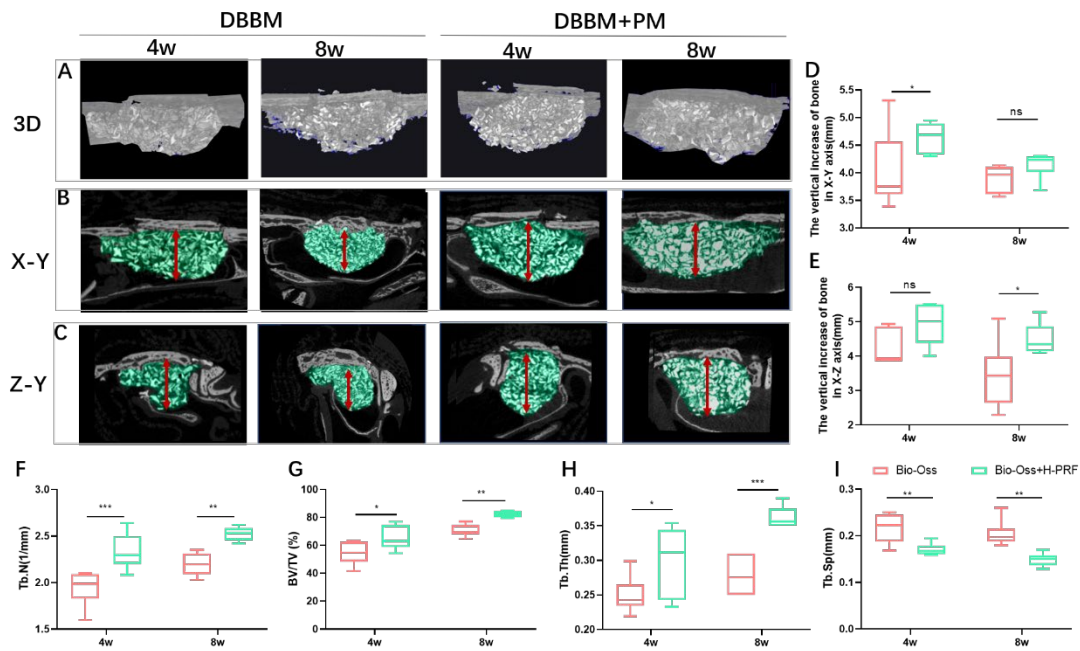 DBBM
DBBM+PM
4w
8w
4w
8w
A
3D
B
X-Y
C
Z-Y
D
The vertical increase of bone
in X-Y axis(mm)
5.5
5.0
4.5
4.0
3.5
3.0
*
ns
4w
8w
E
The vertical increase of bone
in X-Z axis(mm)
6
5
4
3
2
ns
*
4w
8w
F
Tb.N(1/mm)
3.0
2.5
2.0
1.5
***
**
4w
8w
G
BV/TV (%)
100
80
60
40
20
0
*
**
4w
8w
H
Tb.Th(mm)
0.40
0.35
0.30
0.25
0.20
*
***
4w
8w
I
Bio-Oss
Bio-Oss+H-PRF
Tb.Sp(mm)
0.3
0.2
0.1
0.0
**
**
4w
8w